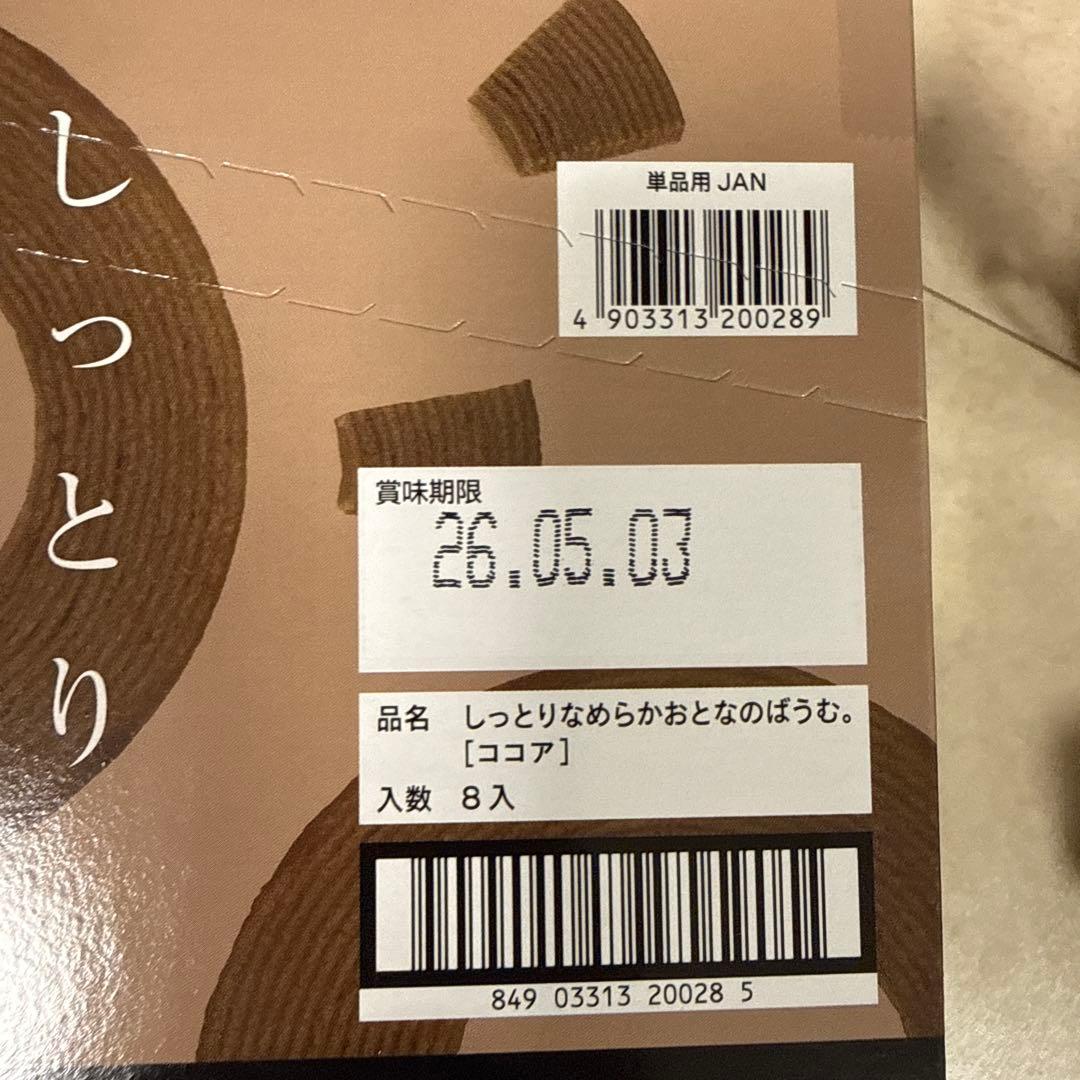 しっとり
単品用 JAN
4 903313 200289
賞味期限
26.05.03
品名 しっとりなめらかおとなのばうむ。
[ココア]
入数 8入
849 03313 20028 5